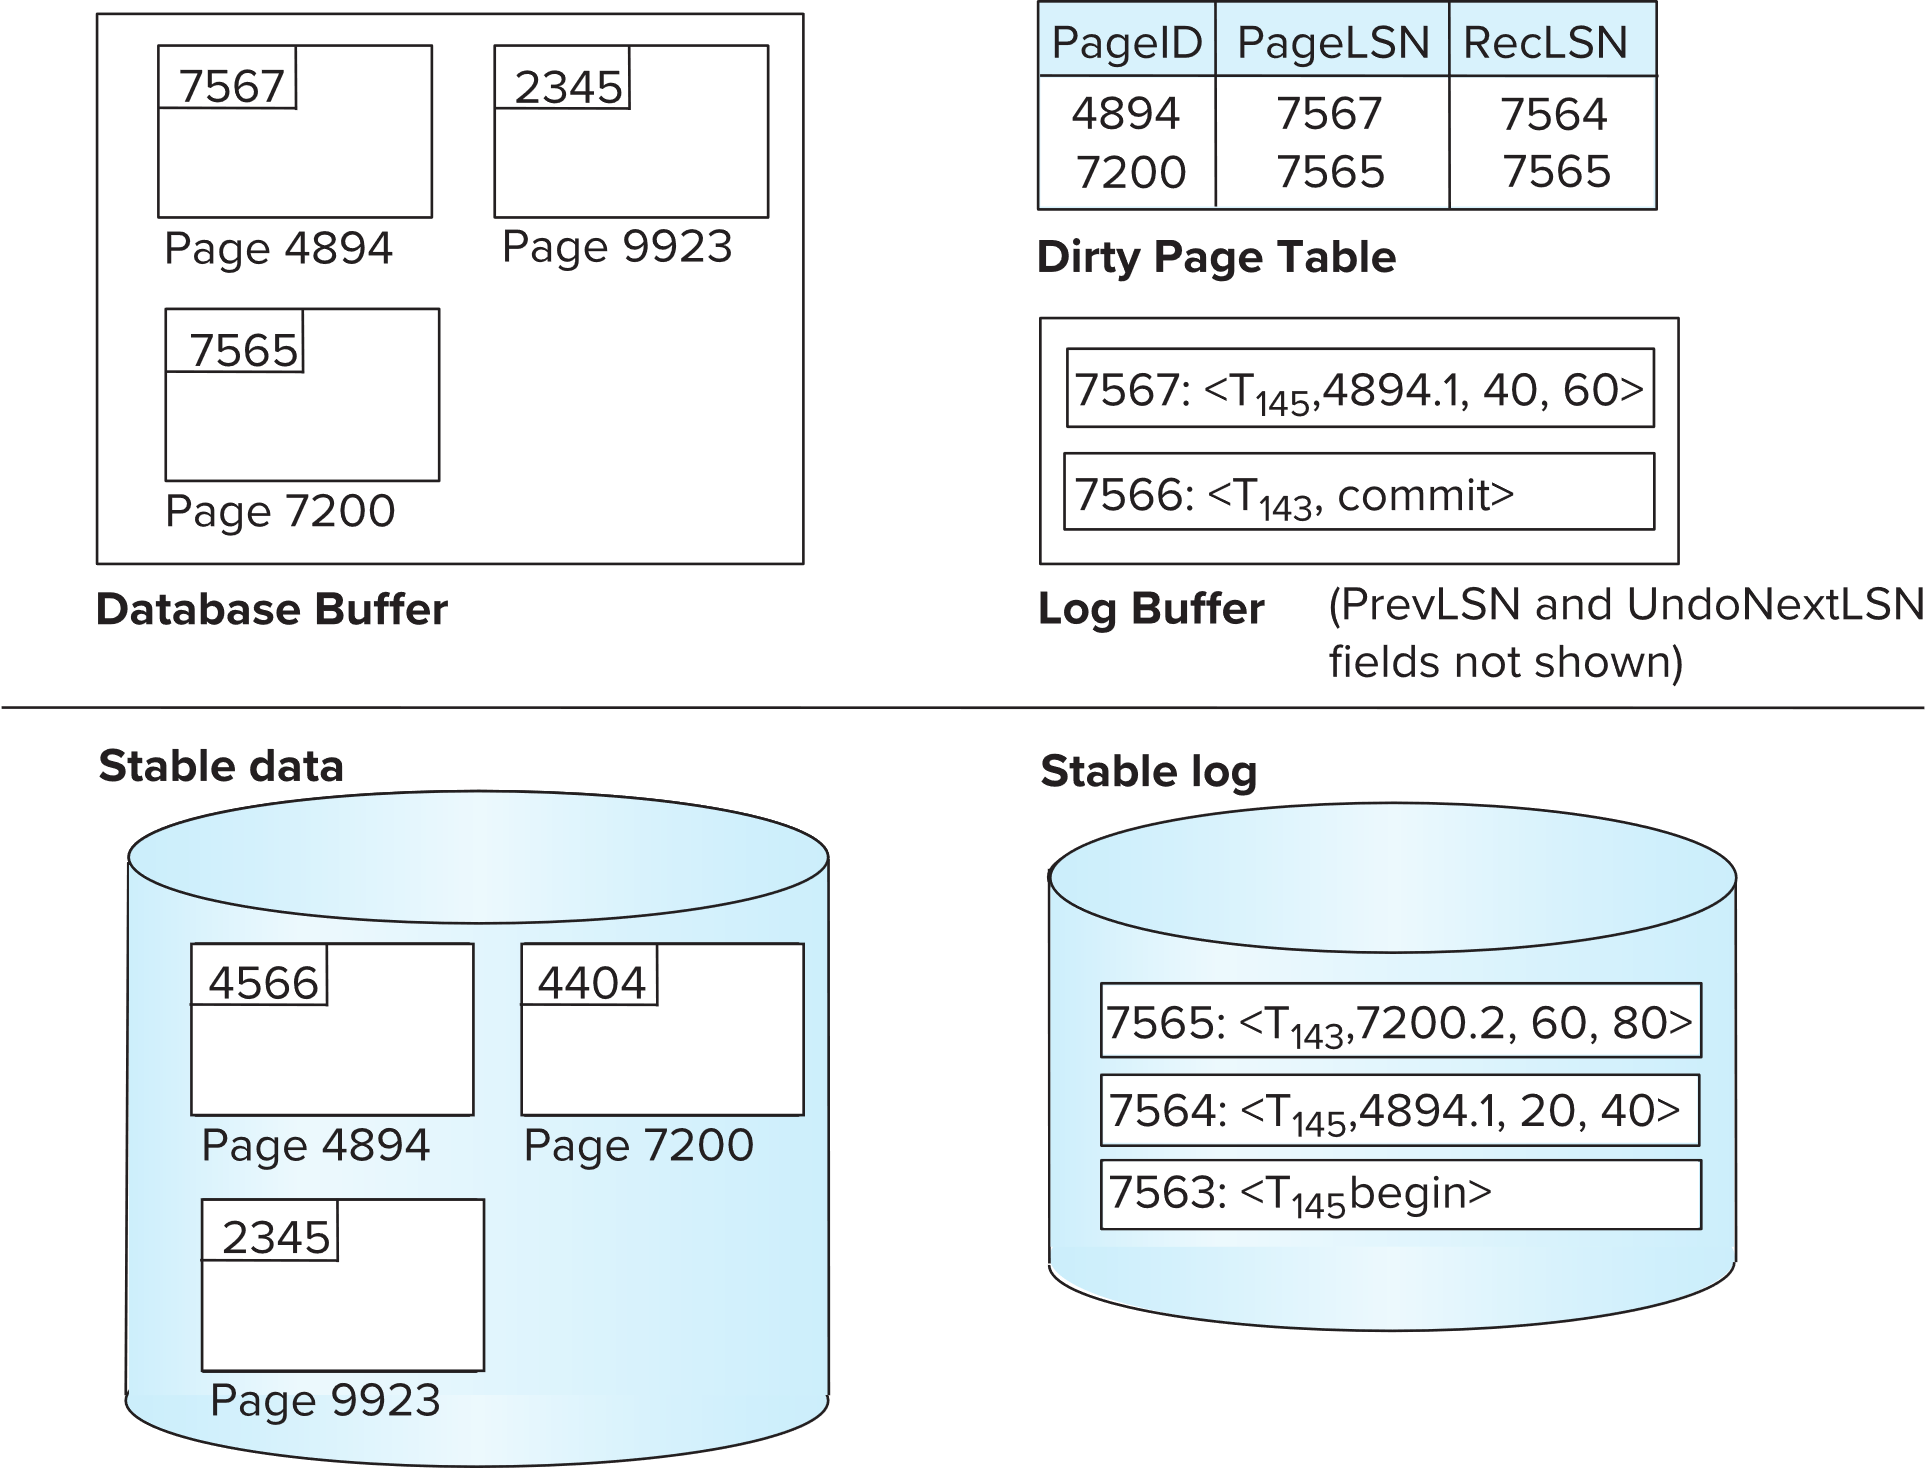 7567
2345
Page 4894
Page 9923
7565
Page 7200
Database Buffer
PageID PageLSN RecLSN
4894 7567 7564
7200 7565 7565
Dirty Page Table
7567: <T145,4894.1, 40, 60>
7566: <T143, commit>
Log Buffer
(PrevLSN and UndoNextLSN
fields not shown)
Stable data
4566
4404
Page 4894
Page 7200
2345
Page 9923
Stable log
7565: <T143,7200.2, 60, 80>
7564: <T145,4894.1, 20, 40>
7563: <T145begin>